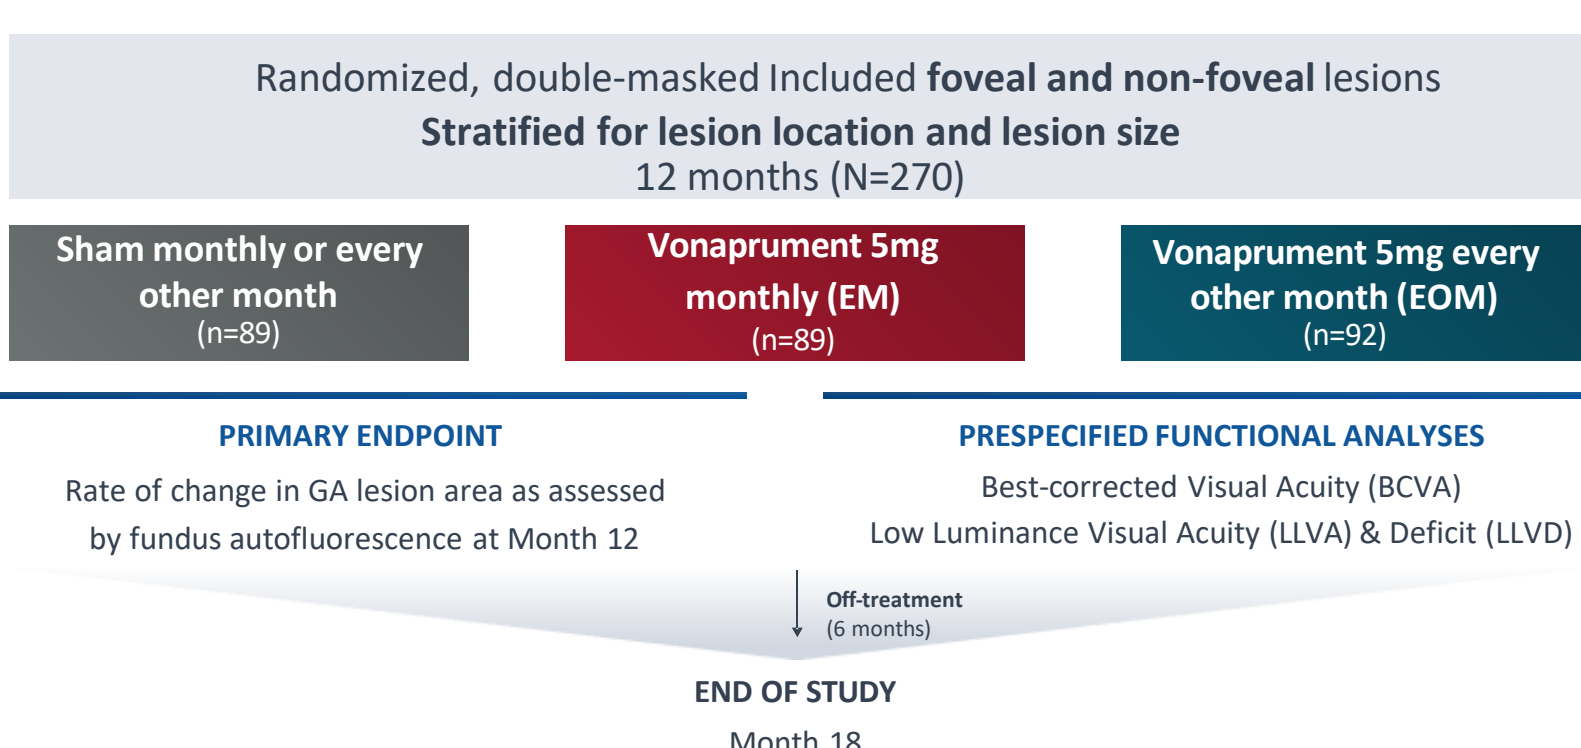 Randomized, double-masked Included foveal and non-foveal lesions
Stratified for lesion location and lesion size
12 months (N=270)
Sham monthly or every
other month
(n=89)
Vonaprument 5mg
monthly (EM)
(n=89)
Vonaprument 5mg every
other month (EOM)
(n=92)
PRIMARY ENDPOINT
Rate of change in GA lesion area as assessed
by fundus autofluorescence at Month 12
PRESPECIFIED FUNCTIONAL ANALYSES
Best-corrected Visual Acuity (BCVA)
Low Luminance Visual Acuity (LLVA) & Deficit (LLVD)
Off-treatment
(6 months)
END OF STUDY
Month 18